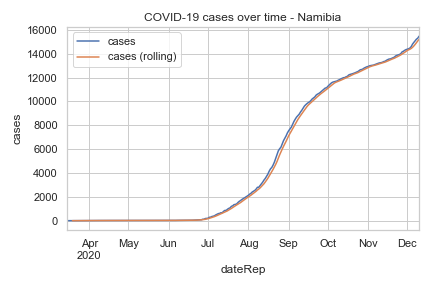 COVID-19 cases over time - Namibia
cases
cases (rolling)
16000
14000
12000
10000
8000
6000
4000
2000
0
cases
Apr
2020
May
Jun
Jul
Aug
Sep
Oct
Nov
Dec
dateRep